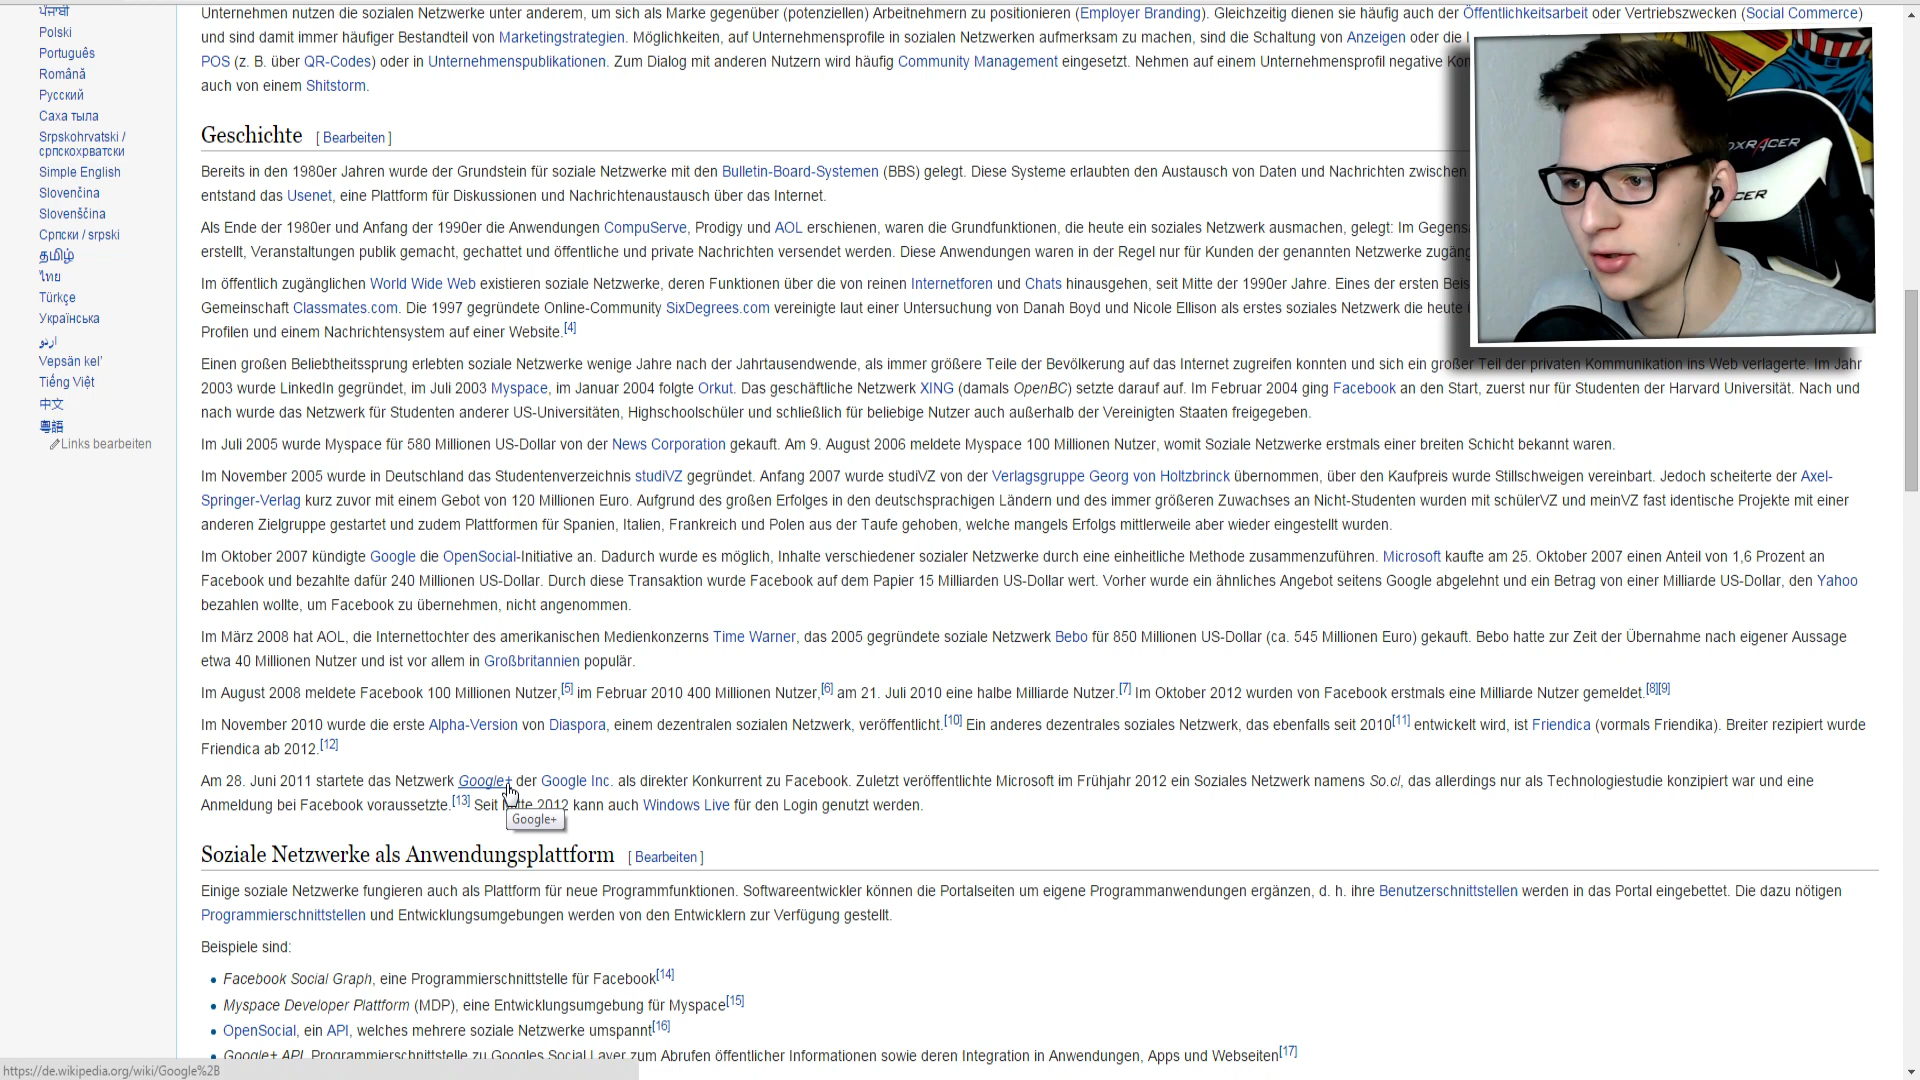 ਪੰਜਾਬੀ
Polski
Português
Română
Русский
Саха тыла
Srpskohrvatski /
српскохрватски
Simple English
Slovenčina
Slovenščina
Српски / srpski
தமிழ்
ไทย
Türkçe
Українська
اردو
Vepsän kel’
Tiếng Việt
中文
粵語
Links bearbeiten
Unternehmen nutzen die sozialen Netzwerke unter anderem, um sich als Marke gegenüber (potenziellen) Arbeitnehmern zu positionieren (Employer Branding). Gleichzeitig dienen sie häufig auch der Öffentlichkeitsarbeit oder Vertriebszwecken (Social Commerce)
und sind damit immer häufiger Bestandteil von Marketingstrategien. Möglichkeiten, auf Unternehmensprofile in sozialen Netzwerken aufmerksam zu machen, sind die Schaltung von Anzeigen oder die
POS (z. B. über QR-Codes) oder in Unternehmenspublikationen. Zum Dialog mit anderen Nutzern wird häufig Community Management eingesetzt. Nehmen auf einem Unternehmensprofil negative
auch von einem Shitstorm.
Geschichte [ Bearbeiten ]
Bereits in den 1980er Jahren wurde der Grundstein für soziale Netzwerke mit den Bulletin-Board-Systemen (BBS) gelegt. Diese Systeme erlaubten den Austausch von Daten und Nachrichten zwischen
entstand das Usenet, eine Plattform für Diskussionen und Nachrichtenaustausch über das Internet.
Als Ende der 1980er und Anfang der 1990er die Anwendungen CompuServe, Prodigy und AOL erschienen, waren die Grundfunktionen, die heute ein soziales Netzwerk ausmachen, gelegt: Im
erstellt, Veranstaltungen publik gemacht, gechattet und öffentliche und private Nachrichten versendet werden. Diese Anwendungen waren in der Regel nur für Kunden der genannten Netzwerke
Im öffentlich zugänglichen World Wide Web existieren soziale Netzwerke, deren Funktionen über die von reinen Internetforen und Chats hinausgehen, seit Mitte der 1990er Jahre. Eines der ersten
Gemeinschaft Classmates.com. Die 1997 gegründete Online-Community SixDegrees.com vereinigte laut einer Untersuchung von Danah Boyd und Nicole Ellison als erstes soziales Netzwerk die heute
Profilen und einem Nachrichtensystem auf einer Website.[4]
Einen großen Beliebtheitssprung erlebten soziale Netzwerke wenige Jahre nach der Jahrtausendwende, als immer größere Teile der Bevölkerung auf das Internet zugreifen konnten und sich ein großer Teil der privaten Kommunikation ins Web verlagerte. Im Jahr
2003 wurde LinkedIn gegründet, im Juli 2003 Myspace, im Januar 2004 folgte Orkut. Das geschäftliche Netzwerk XING (damals OpenBC) setzte darauf auf. Im Februar 2004 ging Facebook an den Start, zuerst nur für Studenten der Harvard Universität. Nach und
nach wurde das Netzwerk für Studenten anderer US-Universitäten, Highschoolschüler und schließlich für beliebige Nutzer auch außerhalb der Vereinigten Staaten freigegeben.
Im Juli 2005 wurde Myspace für 580 Millionen US-Dollar von der News Corporation gekauft. Am 9. August 2006 meldete Myspace 100 Millionen Nutzer, womit Soziale Netzwerke erstmals einer breiten Schicht bekannt waren.
Im November 2005 wurde in Deutschland das Studentenverzeichnis studiVZ gegründet. Anfang 2007 wurde studiVZ von der Verlagsgruppe Georg von Holtzbrinck übernommen, über den Kaufpreis wurde Stillschweigen vereinbart. Jedoch scheiterte der Axel-
Springer-Verlag kurz zuvor mit einem Gebot von 120 Millionen Euro. Aufgrund des großen Erfolges in den deutschsprachigen Ländern und des immer größeren Zuwachses an Nicht-Studenten wurden mit schülerVZ und meinVZ fast identische Projekte mit einer
anderen Zielgruppe gestartet und zudem Plattformen für Spanien, Italien, Frankreich und Polen aus der Taufe gehoben, welche mangels Erfolgs mittlerweile aber wieder eingestellt wurden.
Im Oktober 2007 kündigte Google die OpenSocial-Initiative an. Dadurch wurde es möglich, Inhalte verschiedener sozialer Netzwerke durch eine einheitliche Methode zusammenzuführen. Microsoft kaufte am 25. Oktober 2007 einen Anteil von 1,6 Prozent an
Facebook und bezahlte dafür 240 Millionen US-Dollar. Durch diese Transaktion wurde Facebook auf dem Papier 15 Milliarden US-Dollar wert. Vorher wurde ein ähnliches Angebot seitens Google abgelehnt und ein Betrag von einer Milliarde US-Dollar, den Yahoo
bezahlen wollte, um Facebook zu übernehmen, nicht angenommen.
Im März 2008 hat AOL, die Internettochter des amerikanischen Medienkonzerns Time Warner, das 2005 gegründete soziale Netzwerk Bebo für 850 Millionen US-Dollar (ca. 545 Millionen Euro) gekauft. Bebo hatte zur Zeit der Übernahme nach eigener Aussage
etwa 40 Millionen Nutzer und ist vor allem in Großbritannien populär.
Im August 2008 meldete Facebook 100 Millionen Nutzer,[5] im Februar 2010 400 Millionen Nutzer,[6] am 21. Juli 2010 eine halbe Milliarde Nutzer.[7] Im Oktober 2012 wurden von Facebook erstmals eine Milliarde Nutzer gemeldet.[8][9]
Im November 2010 wurde die erste Alpha-Version von Diaspora, einem dezentralen sozialen Netzwerk, veröffentlicht.[10] Ein anderes dezentrales soziales Netzwerk, das ebenfalls seit 2010[11] entwickelt wird, ist Friendica (vormals Friendika). Breiter rezipiert wurde
Friendica ab 2012.[12]
Am 28. Juni 2011 startete das Netzwerk Google+ der Google Inc. als direkter Konkurrent zu Facebook. Zuletzt veröffentlichte Microsoft im Frühjahr 2012 ein Soziales Netzwerk namens So.cl, das allerdings nur als Technologiestudie konzipiert war und eine
Anmeldung bei Facebook voraussetzte.[13] Seit Mitte 2012 kann auch Windows Live für den Login genutzt werden.
Google+
Soziale Netzwerke als Anwendungsplattform [ Bearbeiten ]
Einige soziale Netzwerke fungieren auch als Plattform für neue Programmfunktionen. Softwareentwickler können die Portalseiten um eigene Programmanwendungen ergänzen, d. h. ihre Benutzerschnittstellen werden in das Portal eingebettet. Die dazu nötigen
Programmierschnittstellen und Entwicklungsumgebungen werden von den Entwicklern zur Verfügung gestellt.
Beispiele sind:
• Facebook Social Graph, eine Programmierschnittstelle für Facebook[14]
• Myspace Developer Plattform (MDP), eine Entwicklungsumgebung für Myspace[15]
• OpenSocial, ein API, welches mehrere soziale Netzwerke umspannt[16]
• Google+ API, Programmierschnittstelle zu Googles Social Layer zum Abrufen öffentlicher Informationen sowie deren Integration in Anwendungen, Apps und Webseiten[17]
https://de.wikipedia.org/wiki/Google%2B